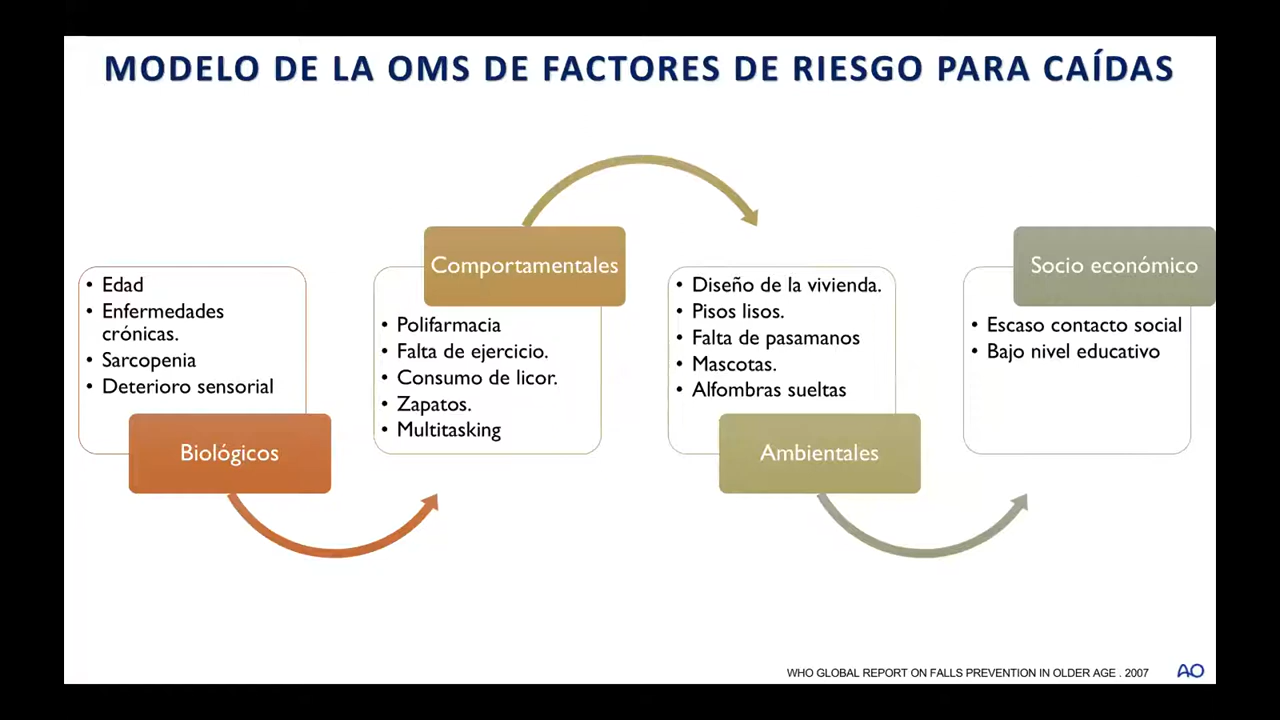 MODELO DE LA OMS DE FACTORES DE RIESGO PARA CAÍDAS
• Edad
• Enfermedades
crónicas.
• Sarcopenia
• Deterioro sensorial
Biológicos
Comportamentales
• Polifarmacia
• Falta de ejercicio.
• Consumo de licor.
• Zapatos.
• Multitasking
• Diseño de la vivienda.
• Pisos lisos.
• Falta de pasamanos
• Mascotas.
• Alfombras sueltas
Ambientales
Socio económico
• Escaso contacto social
• Bajo nivel educativo
WHO GLOBAL REPORT ON FALLS PREVENTION IN OLDER AGE . 2007
AO